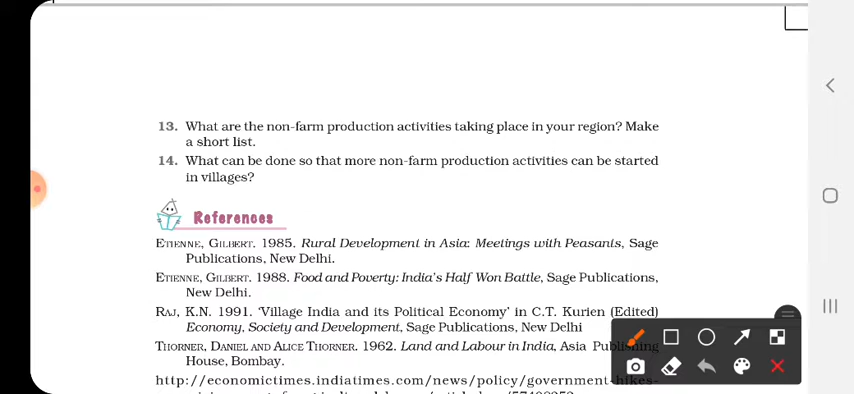 13. What are the non-farm production activities taking place in your region? Make
a short list.
14. What can be done so that more non-farm production activities can be started
in villages?
References
ETIENNE, GILBERT. 1985. Rural Development in Asia: Meetings with Peasants, Sage
Publications, New Delhi.
ETIENNE, GILBERT. 1988. Food and Poverty: India's Half Won Battle, Sage Publications,
New Delhi.
RAJ, K.N. 1991. 'Village India and its Political Economy' in C.T. Kurien (Edited)
Economy, Society and Development, Sage Publications, New Delhi
THORNER, DANIEL AND ALICE THORNER. 1962. Land and Labour in India, Asia Publishing
House, Bombay.
http://economictimes.indiatimes.com/news/policy/government-hikes-